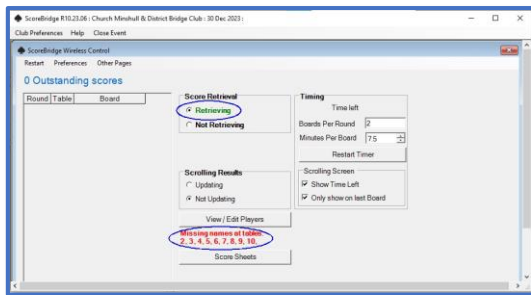 ScoreBridge R10.23.06 : Church Minshull & District Bridge Club : 30 Dec 2023 :
Club Preferences Help Close Event
ScoreBridge Wireless Control
Restart Preferences Other Pages
0 Outstanding scores
Round Table Board
Score Retrieval
Retrieving
Not Retrieving
Scrolling Results
Updating
Not Updating
View / Edit Players
Missing names at tables
2, 3, 4, 5, 6, 7, 8, 9, 10,
Score Sheets
Timing
Time left
Boards Per Round 2
Minutes Per Board 7.5
Restart Timer
Scrolling Screen
Show Time Left
Only show on last Board